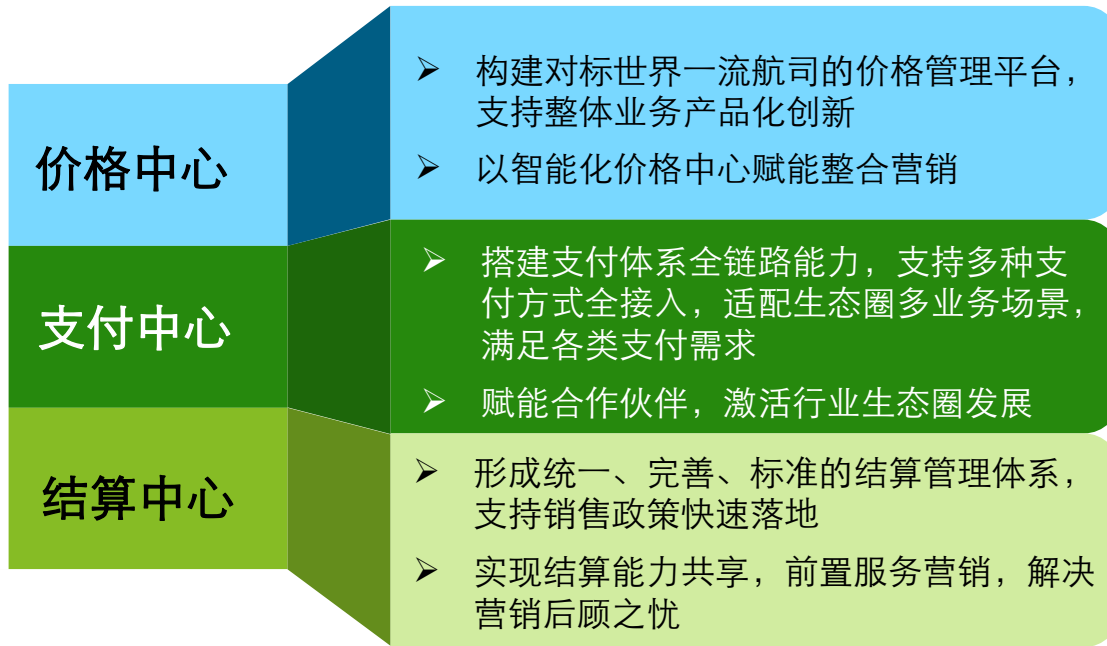 价格中心
➢ 构建对标世界一流航司的价格管理平台，
支持整体业务产品化创新
➢ 以智能化价格中心赋能整合营销
支付中心
➢ 搭建支付体系全链路能力，支持多种支
付方式全接入，适配生态圈多业务场景，
满足各类支付需求
➢ 赋能合作伙伴，激活行业生态圈发展
结算中心
➢ 形成统一、完善、标准的结算管理体系，
支持销售政策快速落地
➢ 实现结算能力共享，前置服务营销，解决
营销后顾之忧